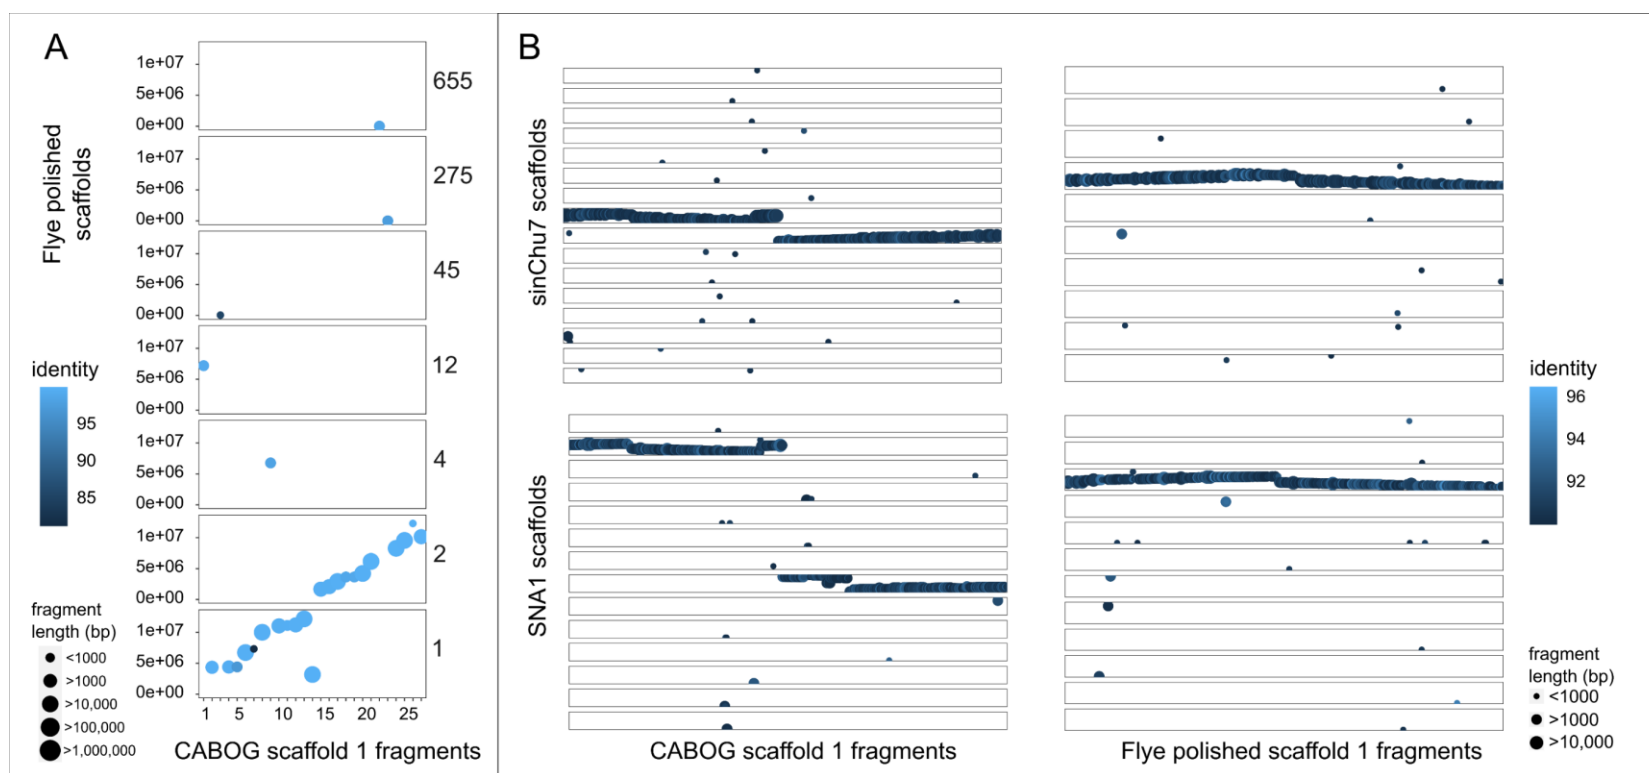 A
B
Flye polished
scaffolds
1e+07
5e+06
0e+00
655
1e+07
5e+06
0e+00
275
1e+07
5e+06
0e+00
45
1e+07
5e+06
0e+00
12
1e+07
5e+06
0e+00
4
1e+07
5e+06
0e+00
2
1e+07
5e+06
0e+00
1
1 5 10 15 20 25
CABOG scaffold 1 fragments
identity
95
90
85
fragment
length (bp)
<1000
>1000
>10,000
>100,000
>1,000,000
sinChu7 scaffolds
SNA1 scaffolds
CABOG scaffold 1 fragments
Flye polished scaffold 1 fragments
identity
96
94
92
fragment
length (bp)
<1000
>1000
>10,000